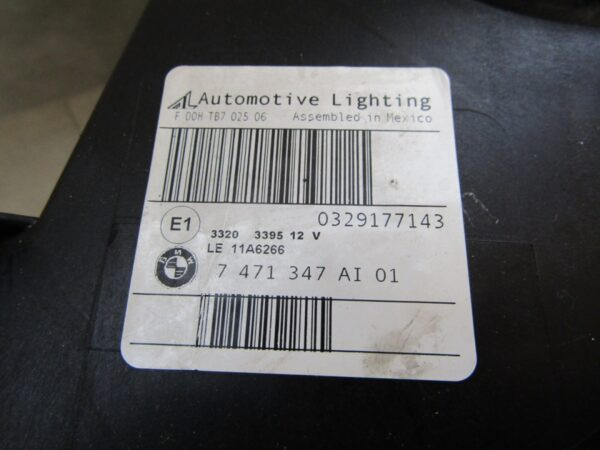 AL Automotive Lighting
F 00H TB7 025 06 Assembled in Mexico
0329177143
E1 3320 3395 12 V
LE 11A6266
BMW 7 471 347 AI 01